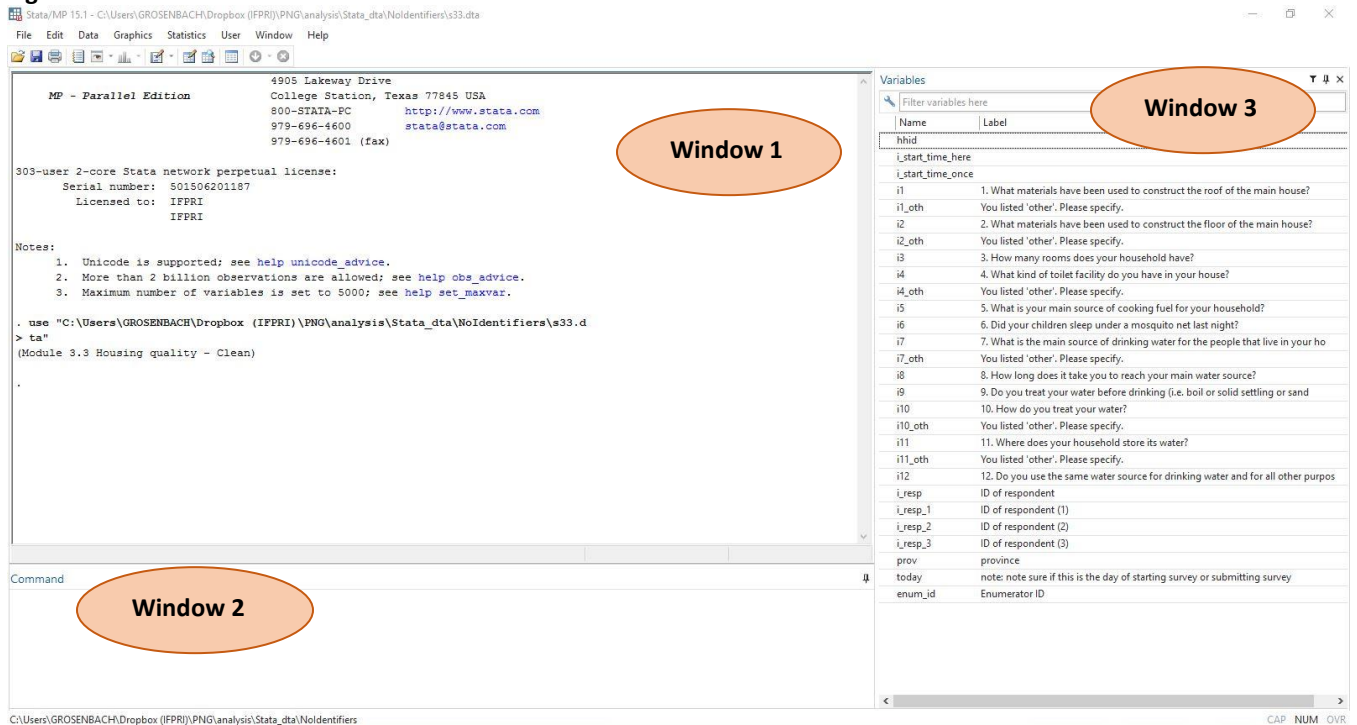 Stata/MP 15.1 - C:\Users\GROSENBACH\Dropbox (IFPRI)\PNG\analysis\Stata_dta\NoIdentifiers\s33.dta
File Edit Data Graphics Statistics User Window Help
4905 Lakeway Drive
MP - Parallel Edition College Station, Texas 77845 USA
800-STATA-PC http://www.stata.com
979-696-4600 stata@stata.com
979-696-4601 (fax)
Window 1
303-user 2-core Stata network perpetual license:
Serial number: 501506201187
Licensed to: IFPRI
IFPRI
Notes:
1. Unicode is supported; see help unicode_advice.
2. More than 2 billion observations are allowed; see help obs_advice.
3. Maximum number of variables is set to 5000; see help set_maxvar.
. use "C:\Users\GROSENBACH\Dropbox (IFPRI)\PNG\analysis\Stata_dta\NoIdentifiers\s33.d
> ta"
(Module 3.3 Housing quality - Clean)
.
Command
Window 2
Variables
Filter variables here
Window 3
Name Label
hhid
i_start_time_here
i_start_time_once
i1 1. What materials have been used to construct the roof of the main house?
i1_oth You listed 'other'. Please specify.
i2 2. What materials have been used to construct the floor of the main house?
i2_oth You listed 'other'. Please specify.
i3 3. How many rooms does your household have?
i4 4. What kind of toilet facility do you have in your house?
i4_oth You listed 'other'. Please specify.
i5 5. What is your main source of cooking fuel for your household?
i6 6. Did your children sleep under a mosquito net last night?
i7 7. What is the main source of drinking water for the people that live in your ho
i7_oth You listed 'other'. Please specify.
i8 8. How long does it take you to reach your main water source?
i9 9. Do you treat your water before drinking (i.e. boil or solid settling or sand
i10 10. How do you treat your water?
i10_oth You listed 'other'. Please specify.
i11 11. Where does your household store its water?
i11_oth You listed 'other'. Please specify.
i12 12. Do you use the same water source for drinking water and for all other purpos
i_resp ID of respondent
i_resp_1 ID of respondent (1)
i_resp_2 ID of respondent (2)
i_resp_3 ID of respondent (3)
prov province
today note: note sure if this is the day of starting survey or submitting survey
enum_id Enumerator ID
C:\Users\GROSENBACH\Dropbox (IFPRI)\PNG\analysis\Stata_dta\NoIdentifiers
CAP NUM OVR